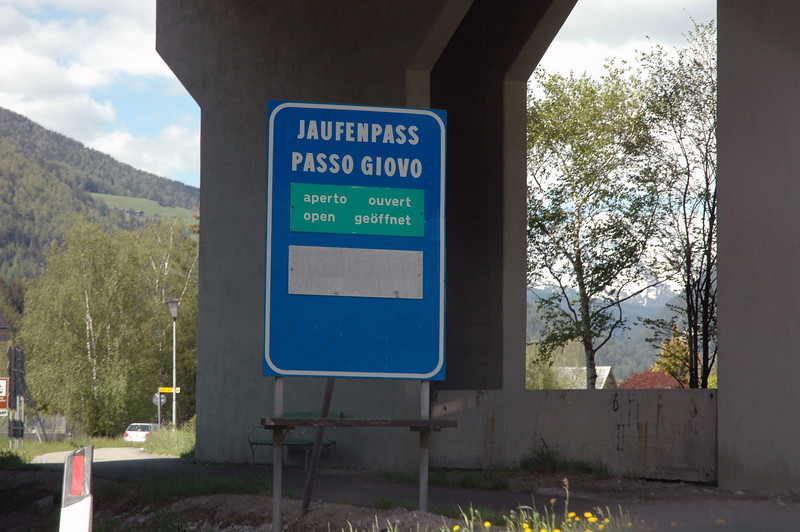 JAUFENPASS
PASSO GIOVO
aperto ouvert
open geöffnet